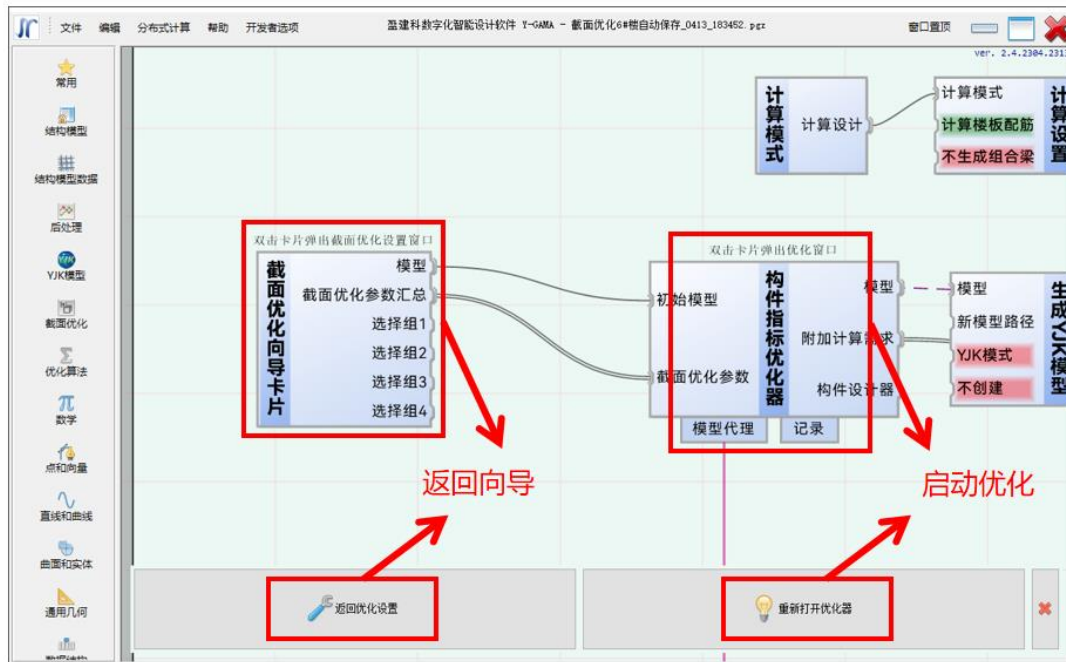 文件 编辑 分布式计算 帮助 开发者选项 盈建科数字化智能设计软件 Y-GAMA - 截面优化6#楼自动保存_0413_183452.pgz 窗口置顶
ver. 2.4.2304.231
常用
结构模型
结构模型数据
后处理
YJK模型
截面优化
优化算法
数学
点和向量
直线和曲线
曲面和实体
通用几何
计算模式
计算设计
计算模式
计算楼板配筋
不生成组合梁
计算设置
双击卡片弹出截面优化设置窗口
截面优化向导卡片
模型
截面优化参数汇总
选择组1
选择组2
选择组3
选择组4
双击卡片弹出优化窗口
初始模型
截面优化参数
构件指标优化器
模型
附加计算需求
构件设计器
模型代理 记录
模型
新模型路径
YJK模式
不创建
生成YJK模型
返回向导
启动优化
返回优化设置
重新打开优化器